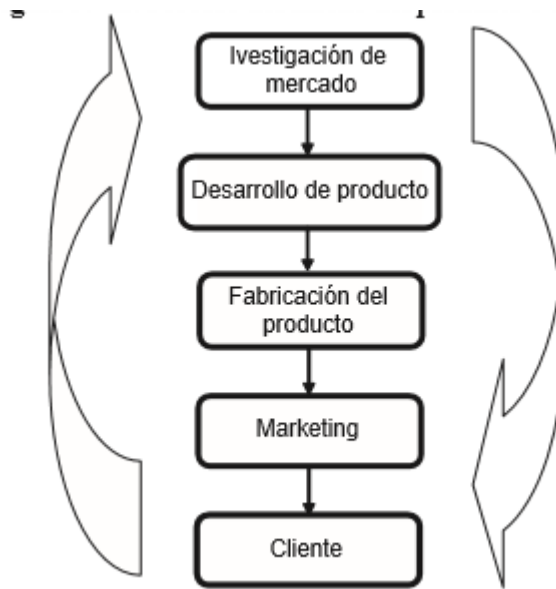 Ivestigación de
mercado
Desarrollo de producto
Fabricación del
producto
Marketing
Cliente